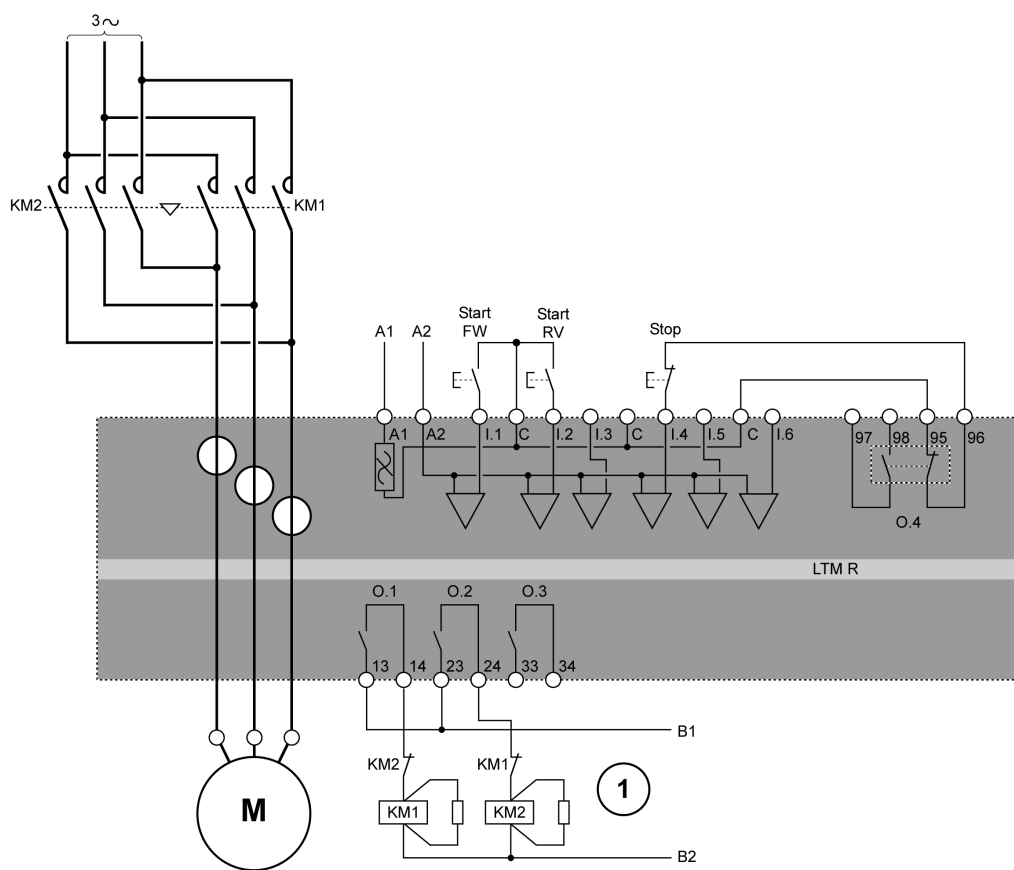 3∼
KM2
KM1
Start
FW
Start
RV
Stop
A1
A2
A1
A2
I.1
C
I.2
I.3
C
I.4
I.5
C
I.6
97
98
95
96
O.4
LTM R
O.1
O.2
O.3
13
14
23
24
33
34
B1
KM2
KM1
1
KM1
KM2
M
B2